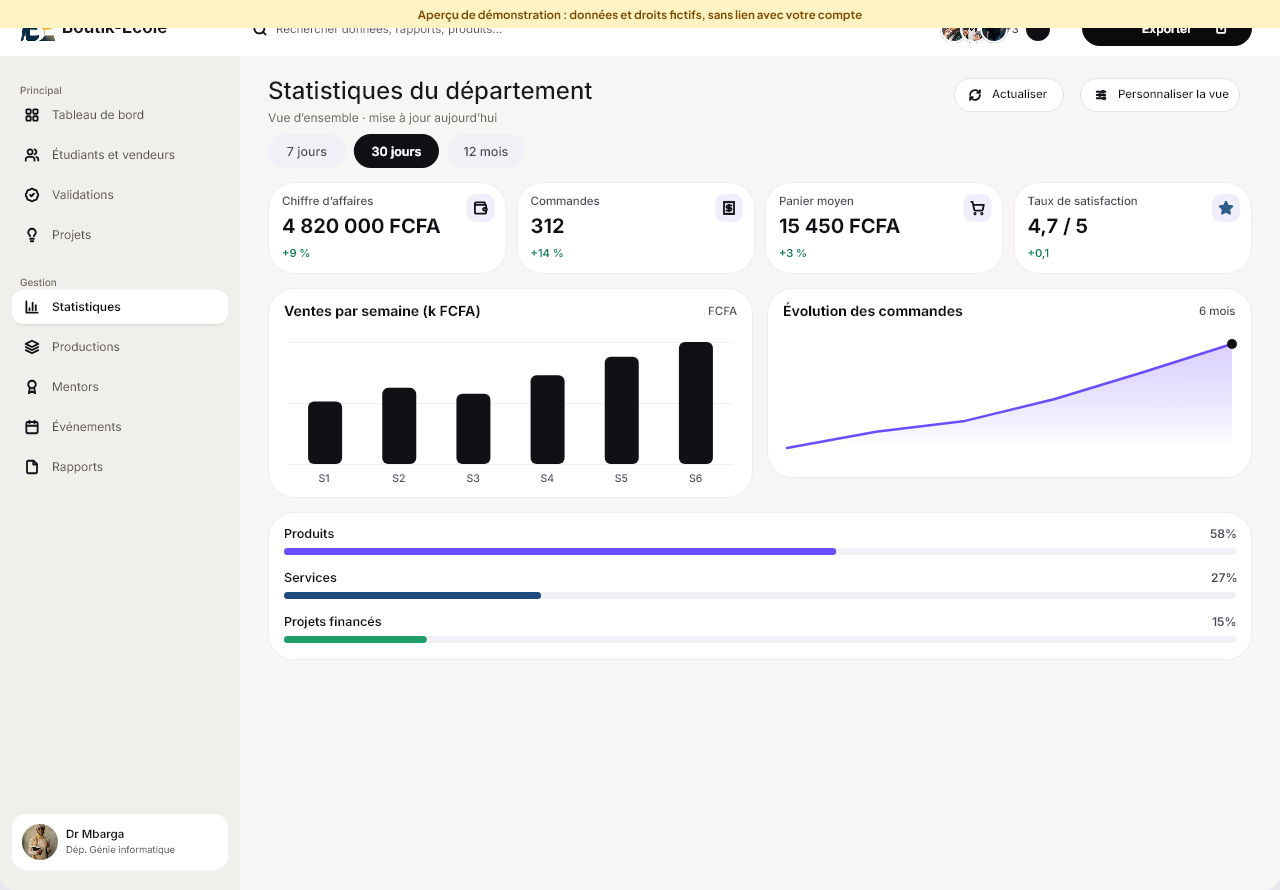 Aperçu de démonstration : données et droits fictifs, sans lien avec votre compte
Boutik-École
Rechercher données, rapports, produits...
+3
Exporter
Principal
Tableau de bord
Étudiants et vendeurs
Validations
Projets
Gestion
Statistiques
Productions
Mentors
Événements
Rapports
Dr Mbarga
Dép. Génie informatique
Statistiques du département
Vue d'ensemble · mise à jour aujourd'hui
Actualiser
Personnaliser la vue
7 jours
30 jours
12 mois
Chiffre d'affaires
4 820 000 FCFA
+9 %
Commandes
312
+14 %
Panier moyen
15 450 FCFA
+3 %
Taux de satisfaction
4,7 / 5
+0,1
Ventes par semaine (k FCFA)
FCFA
S1 S2 S3 S4 S5 S6
Évolution des commandes
6 mois
Produits 58%
Services 27%
Projets financés 15%